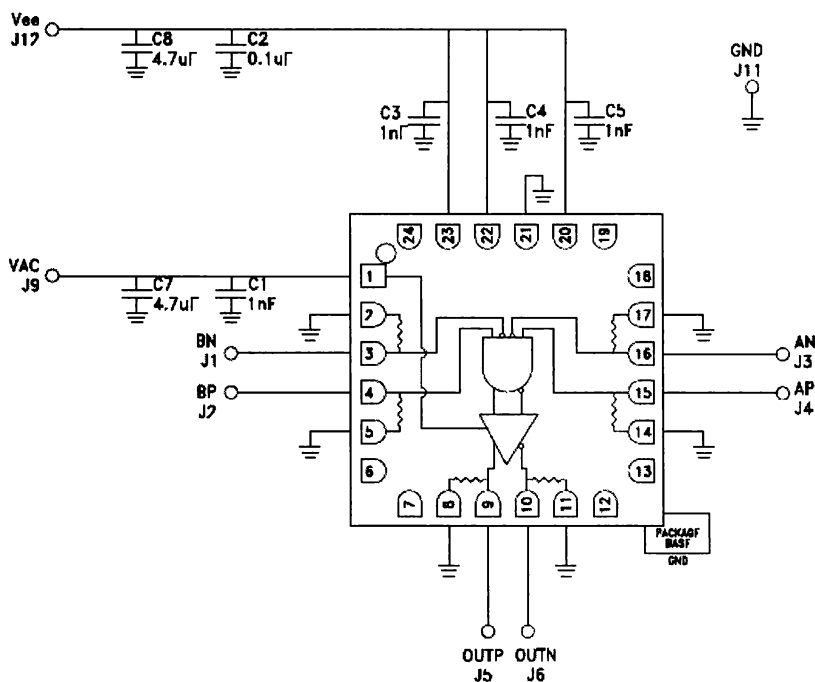 Vee
J12
C8
4.7uF
C2
0.1uF
GND
J11
C3
1nF
C4
1nF
C5
1nF
24
23
22
21
20
19
VAC
J9
C7
4.7uF
C1
1nF
1
18
2
17
BN
J1
3
16
AN
J3
BP
J2
4
15
AP
J4
5
14
6
13
7
8
9
10
11
12
PACKAGE
BASE
GND
OUTP
J5
OUTN
J6